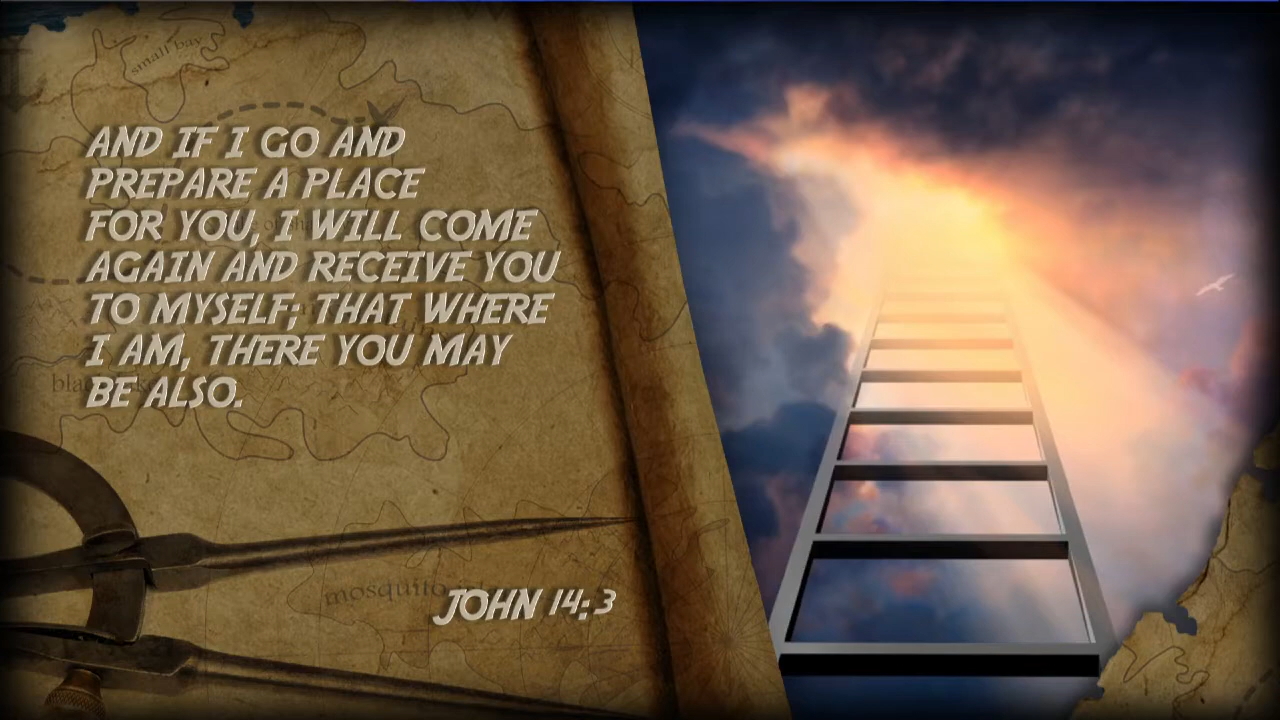 small bay
AND IF I GO AND
PREPARE A PLACE
FOR YOU, I WILL COME
AGAIN AND RECEIVE YOU
TO MYSELF; THAT WHERE
I AM, THERE YOU MAY
BE ALSO.
mosquito
JOHN 14:3